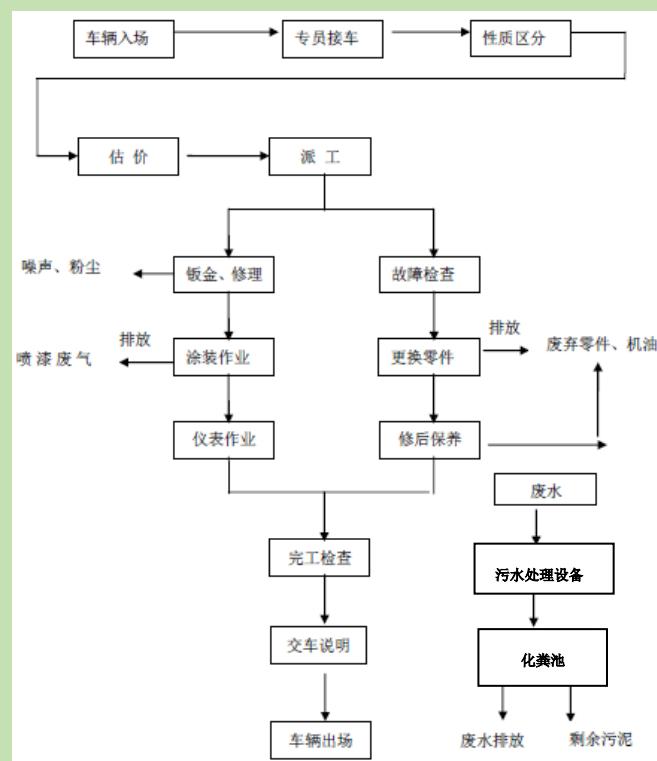 车辆入场
专员接车
性质区分
估 价
派 工
噪声、粉尘
钣金、修理
故障检查
排放
排放
喷漆废气
涂装作业
更换零件
废弃零件、机油
仪表作业
修后保养
废水
完工检查
污水处理设备
交车说明
化粪池
车辆出场
废水排放
剩余污泥